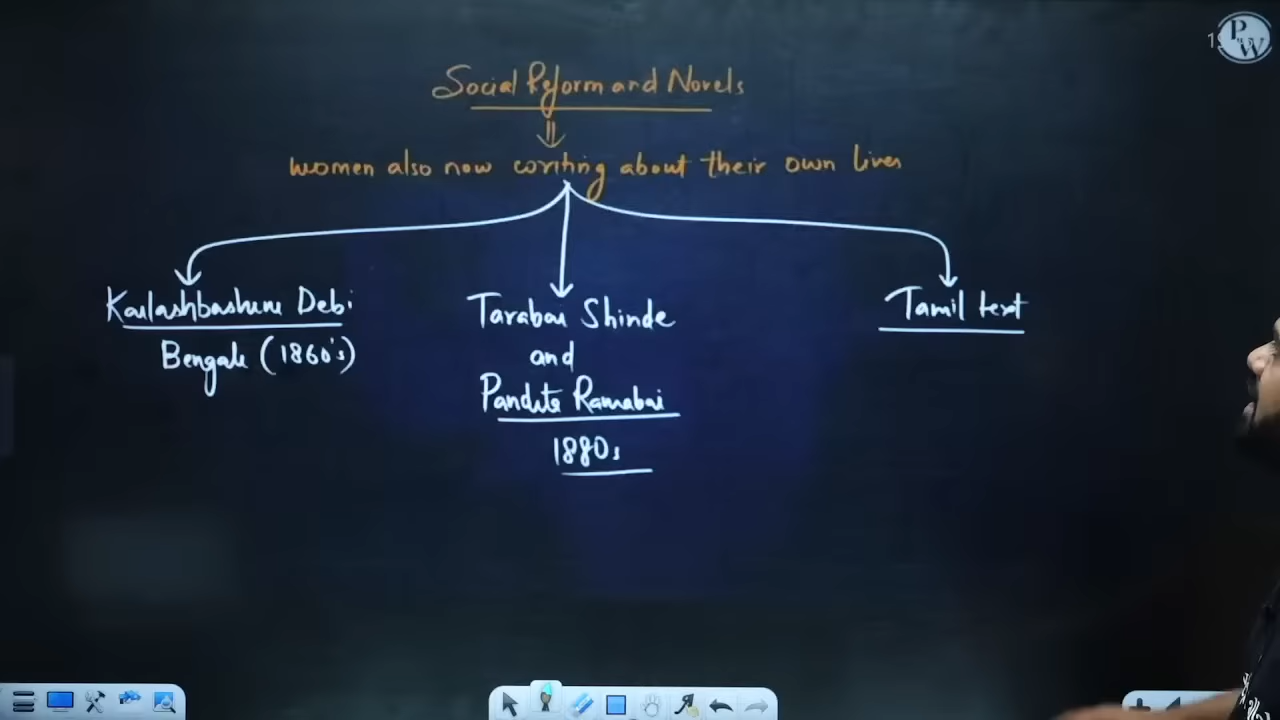 PW
Social Reform and Novels
women also now writing about their own lives
Kailashbashini Debi
Bengali (1860's)
Tarabai Shinde
and
Pandita Ramabai
1880s
Tamil text